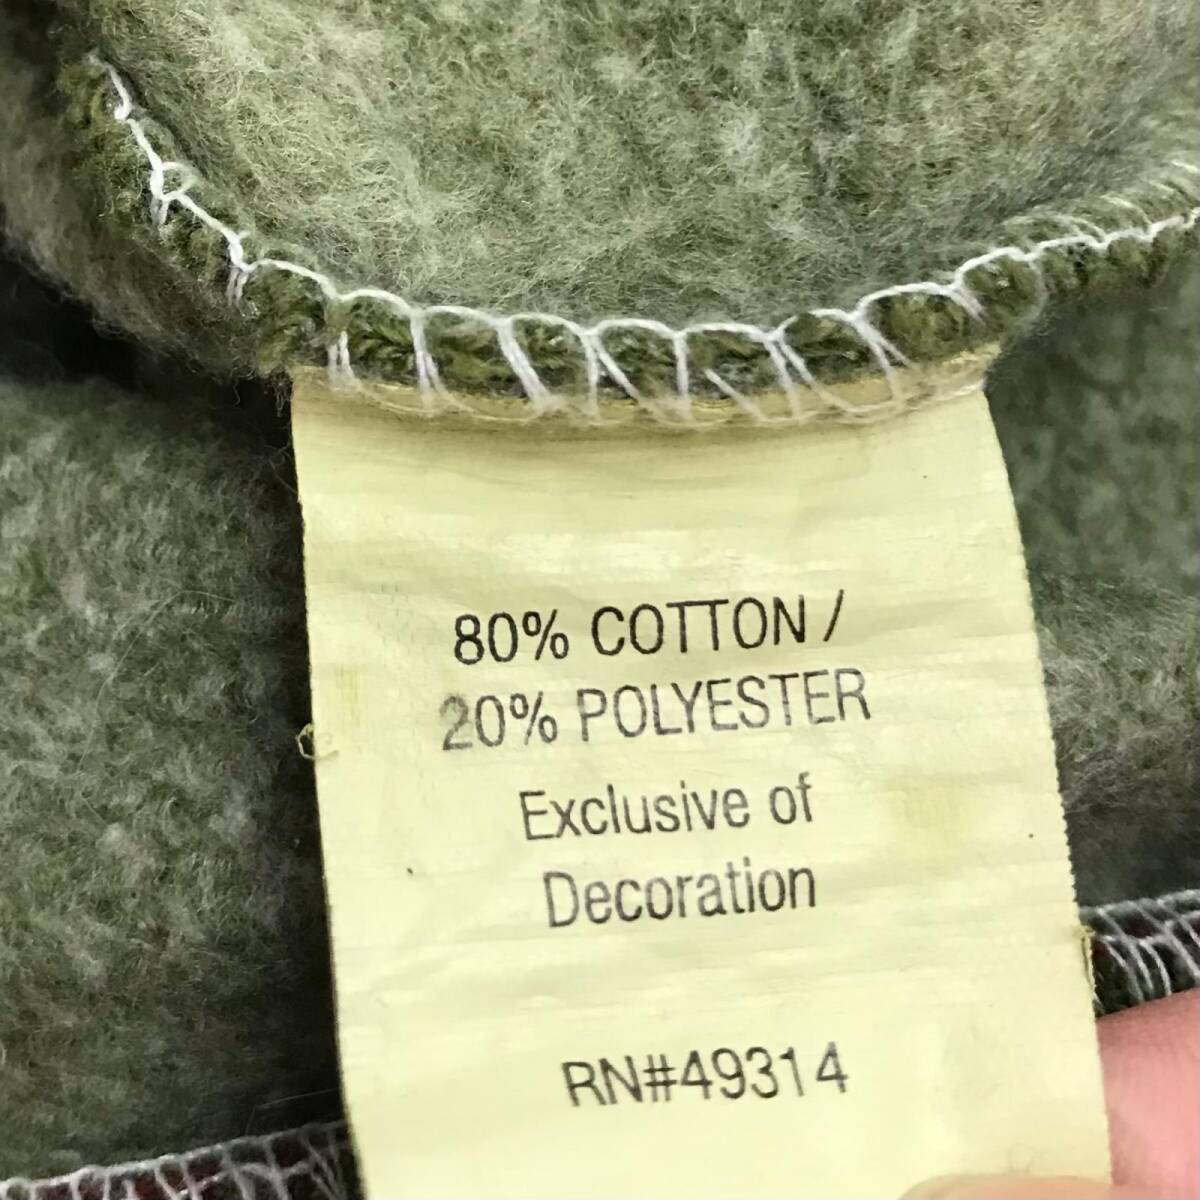 80% COTTON /
20% POLYESTER
Exclusive of
Decoration
RN#49314